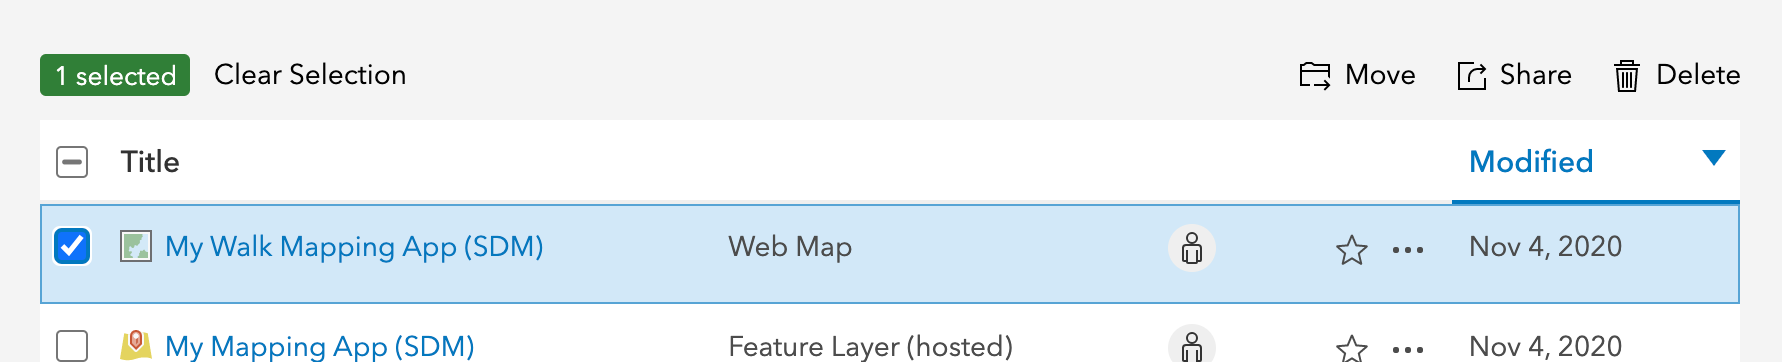 1 selected Clear Selection Move Share Delete
Title Modified
My Walk Mapping App (SDM) Web Map Nov 4, 2020
My Mapping App (SDM) Feature Layer (hosted) Nov 4, 2020